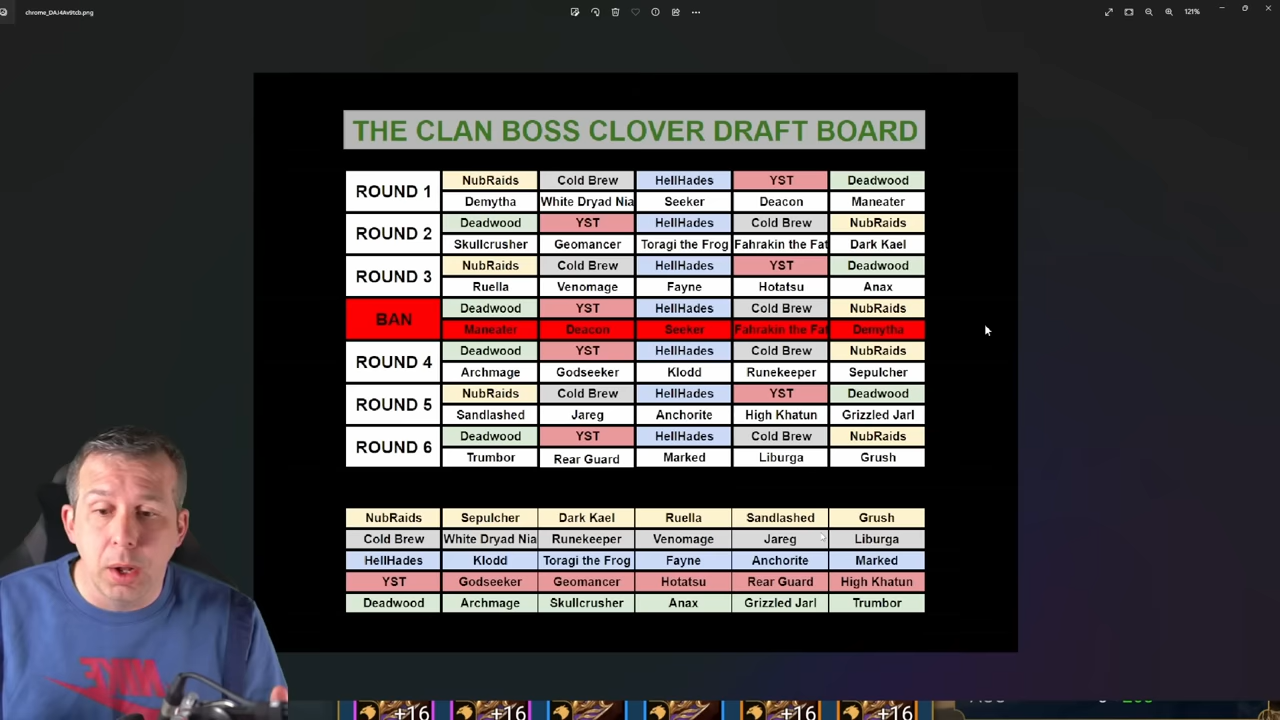 chrome_DAJ4Av9tcb.png
121%
THE CLAN BOSS CLOVER DRAFT BOARD
ROUND 1
NubRaids Cold Brew HellHades YST Deadwood
Demytha White Dryad Nia Seeker Deacon Maneater
ROUND 2
Deadwood YST HellHades Cold Brew NubRaids
Skullcrusher Geomancer Toragi the Frog Fahrakin the Fat Dark Kael
ROUND 3
NubRaids Cold Brew HellHades YST Deadwood
Ruella Venomage Fayne Hotatsu Anax
BAN
Deadwood YST HellHades Cold Brew NubRaids
Maneater Deacon Seeker Fahrakin the Fat Demytha
ROUND 4
Deadwood YST HellHades Cold Brew NubRaids
Archmage Godseeker Klodd Runekeeper Sepulcher
ROUND 5
NubRaids Cold Brew HellHades YST Deadwood
Sandlashed Jareg Anchorite High Khatun Grizzled Jarl
ROUND 6
Deadwood YST HellHades Cold Brew NubRaids
Trumbor Rear Guard Marked Liburga Grush
NubRaids Sepulcher Dark Kael Ruella Sandlashed Grush
Cold Brew White Dryad Nia Runekeeper Venomage Jareg Liburga
HellHades Klodd Toragi the Frog Fayne Anchorite Marked
YST Godseeker Geomancer Hotatsu Rear Guard High Khatun
Deadwood Archmage Skullcrusher Anax Grizzled Jarl Trumbor
+16 +16 +16 +16